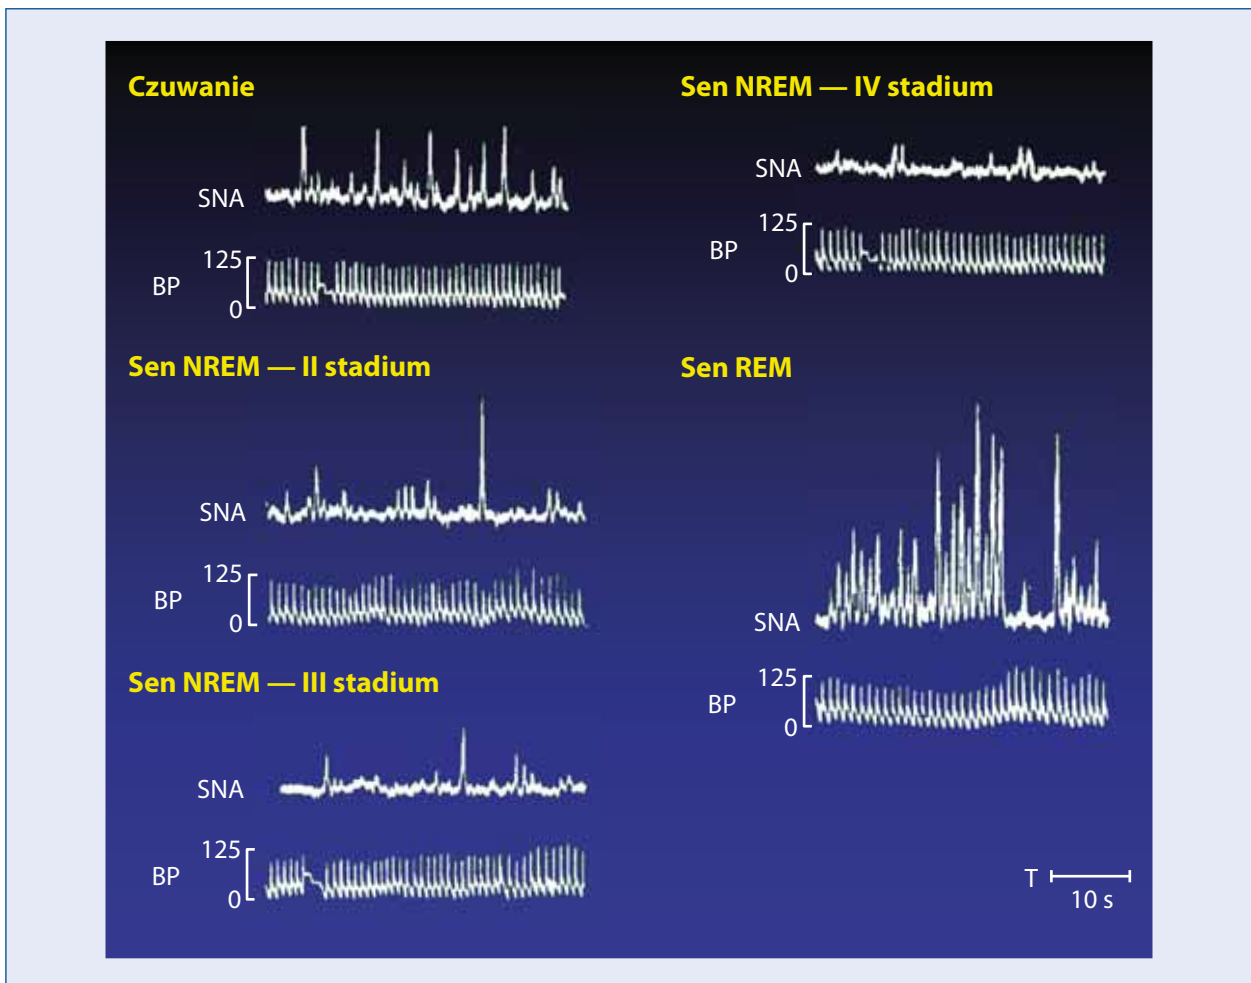 Czuwanie
SNA
125
BP
0
Sen NREM — II stadium
SNA
125
BP
0
Sen NREM — III stadium
SNA
125
BP
0
Sen NREM — IV stadium
SNA
125
BP
0
Sen REM
SNA
125
BP
0
T
10 s